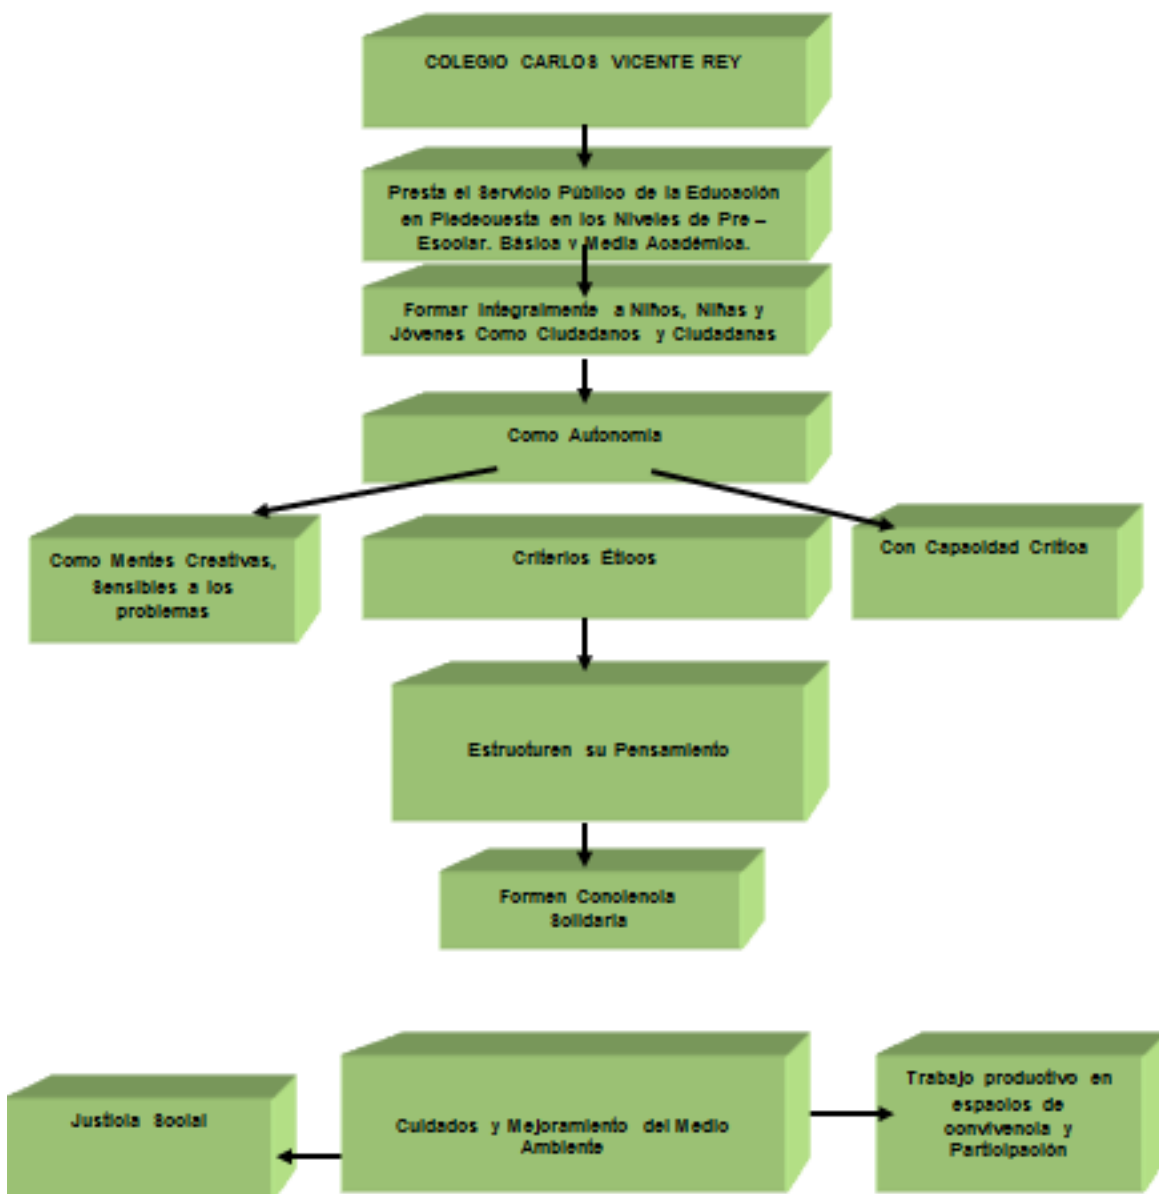 COLEGIO CARLOS VICENTE REY
Presta el Servicio Público de la Educación
en Piedecuesta en los Niveles de Pre –
Escolar. Básica y Media Académica.
Formar Integralmente a Niños, Niñas y
Jóvenes Como Ciudadanos y Ciudadanas
Como Autonomía
Como Mentes Creativas,
Sensibles a los
problemas
Criterios Éticos
Con Capacidad Crítica
Estructuren su Pensamiento
Formen Conciencia
Solidaria
Justicia Social
Cuidados y Mejoramiento del Medio
Ambiente
Trabajo productivo en
espacios de
convivencia y
Participación